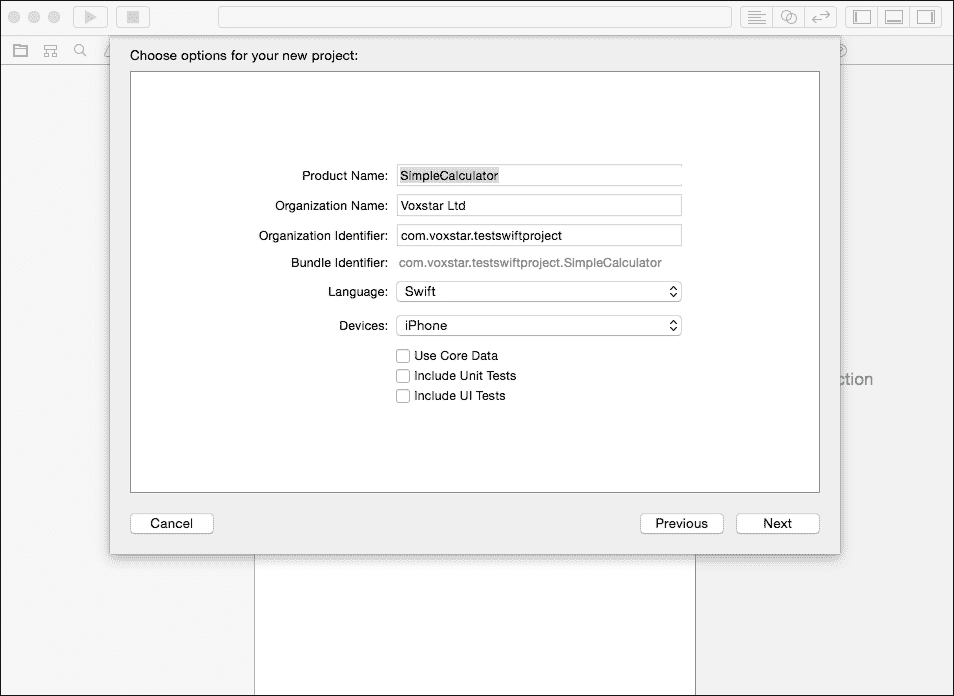 Choose options for your new project:
Product Name: SimpleCalculator
Organization Name: Voxstar Ltd
Organization Identifier: com.voxstar.testswiftproject
Bundle Identifier: com.voxstar.testswiftproject.SimpleCalculator
Language: Swift
Devices: iPhone
Use Core Data
Include Unit Tests
ction
Include UI Tests
Cancel Previous Next